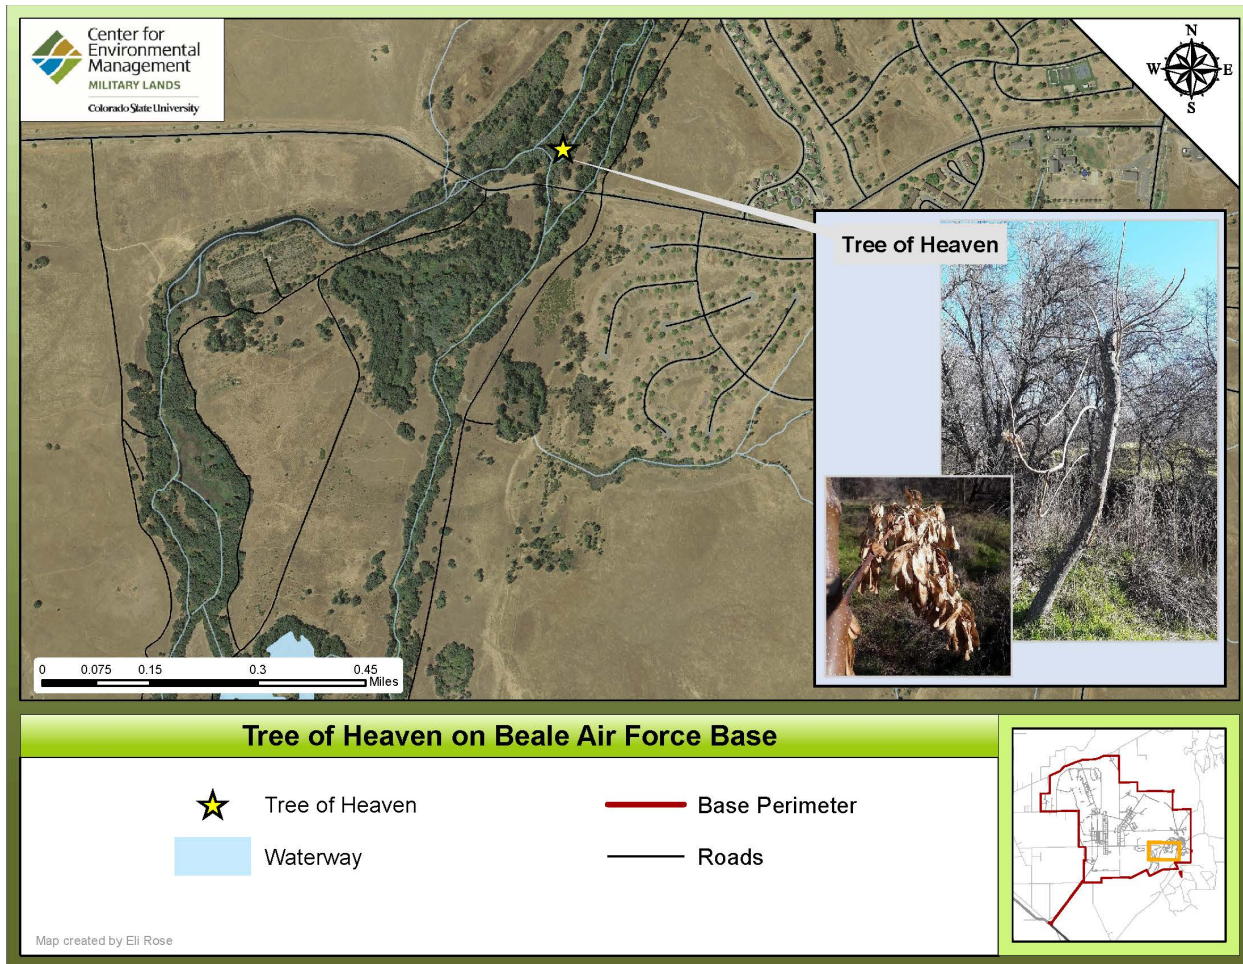 Center for
Environmental
Management
MILITARY LANDS
Colorado State University
N
W
E
S
Tree of Heaven
0
0.075
0.15
0.3
0.45
Miles
Tree of Heaven on Beale Air Force Base
Tree of Heaven
Base Perimeter
Waterway
Roads
Map created by Eli Rose